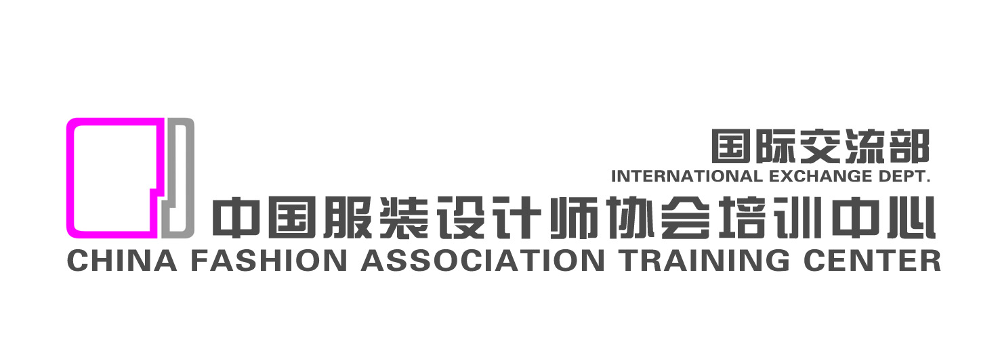 国际交流部
INTERNATIONAL EXCHANGE DEPT.
中国服装设计师协会培训中心
CHINA FASHION ASSOCIATION TRAINING CENTER